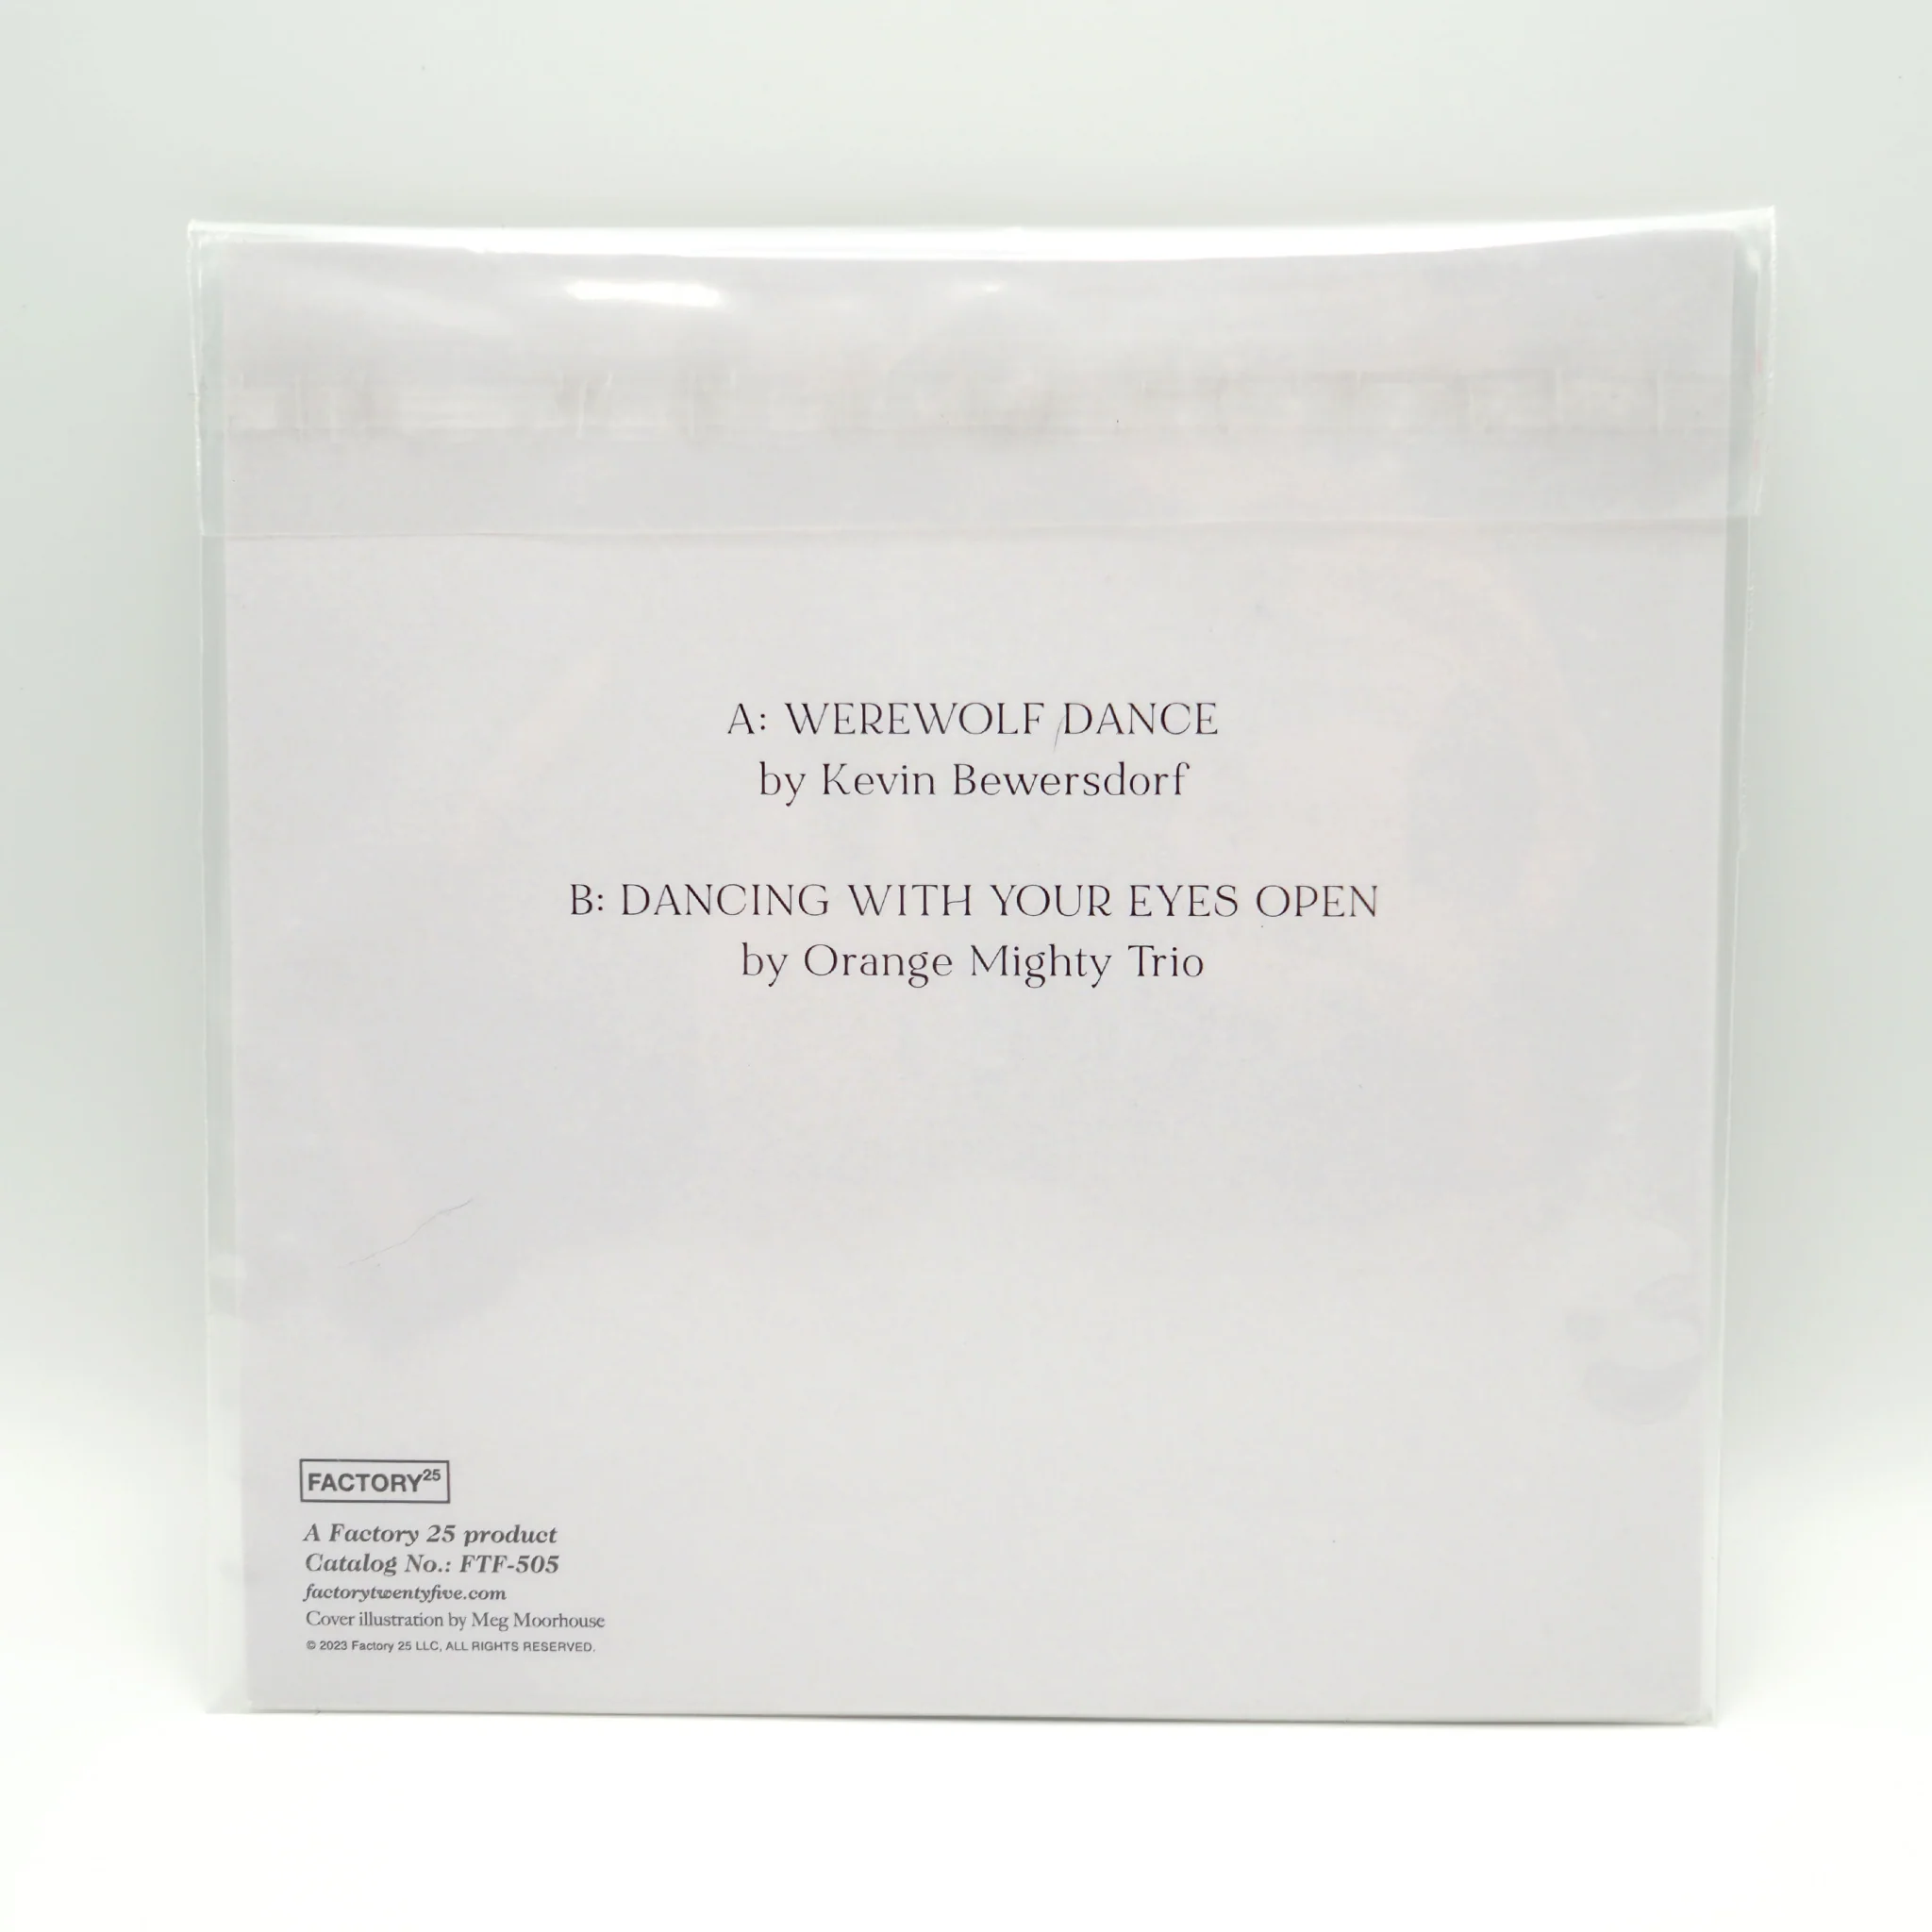 A: WEREWOLF DANCE
by Kevin Bewersdorf
B: DANCING WITH YOUR EYES OPEN
by Orange Mighty Trio
FACTORY25
A Factory 25 product
Catalog No.: FTF-505
factorytwentyfive.com
Cover illustration by Meg Moorhouse
© 2023 Factory 25 LLC, ALL RIGHTS RESERVED.